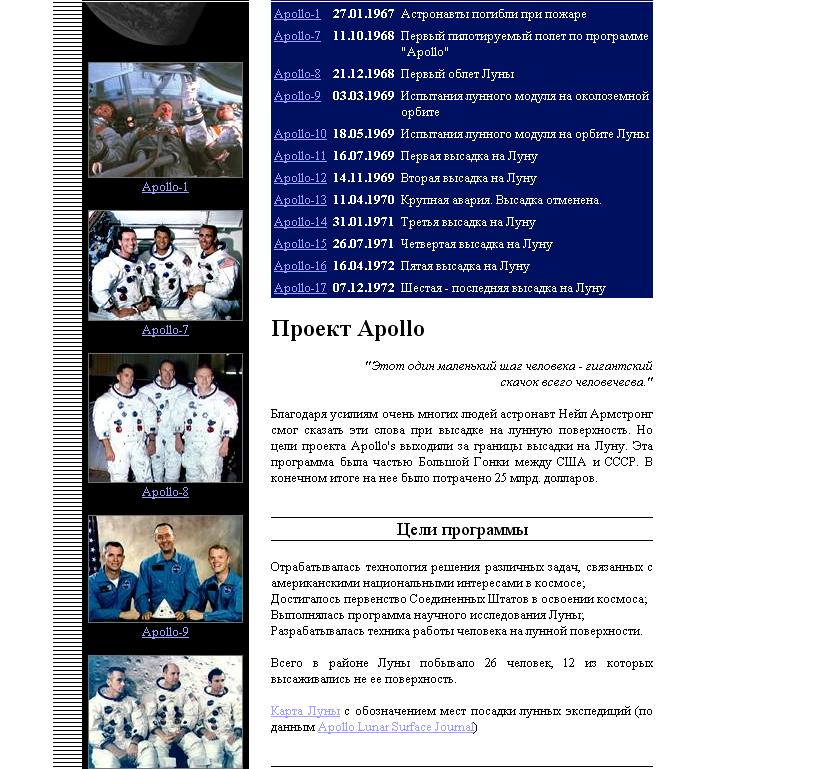 Apollo-1 27.01.1967 Астронавты погибли при пожаре
Apollo-7 11.10.1968 Первый пилотируемый полет по программе
"Apollo"
Apollo-8 21.12.1968 Первый облет Луны
Apollo-9 03.03.1969 Испытания лунного модуля на околоземной
орбите
Apollo-10 18.05.1969 Испытания лунного модуля на орбите Луны
Apollo-11 16.07.1969 Первая высадка на Луну
Apollo-12 14.11.1969 Вторая высадка на Луну
Apollo-13 11.04.1970 Крупная авария. Высадка отменена.
Apollo-14 31.01.1971 Третья высадка на Луну
Apollo-15 26.07.1971 Четвертая высадка на Луну
Apollo-16 16.04.1972 Пятая высадка на Луну
Apollo-17 07.12.1972 Шестая - последняя высадка на Луну
Apollo-1
Apollo-7
Apollo-8
Apollo-9
Проект Apollo
"Этот один маленький шаг человека - гигантский
скачок всего человечесва."
Благодаря усилиям очень многих людей астронавт Нейл Армстронг
смог сказать эти слова при высадке на лунную поверхность. Но
цели проекта Apollo's выходили за границы высадки на Луну. Эта
программа была частью Большой Гонки между США и СССР. В
конечном итоге на нее было потрачено 25 млрд. долларов.
Цели программы
Отрабатывалась технология решения различных задач, связанных с
американскими национальными интересами в космосе;
Достигалось первенство Соединенных Штатов в освоении космоса;
Выполнялась программа научного исследования Луны;
Разрабатывалась техника работы человека на лунной поверхности.
Всего в районе Луны побывало 26 человек, 12 из которых
высаживались не ее поверхность.
Карта Луны с обозначением мест посадки лунных экспедиций (по
данным Apollo Lunar Surface Journal)